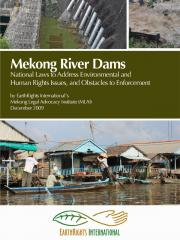 Mekong River Dams
National Laws to Address Environmental and
Human Rights Issues, and Obstacles to Enforcement
by EarthRights International's
Mekong Legal Advocacy Institute (MLAI)
December 2009
EARTHRIGHTS INTERNATIONAL